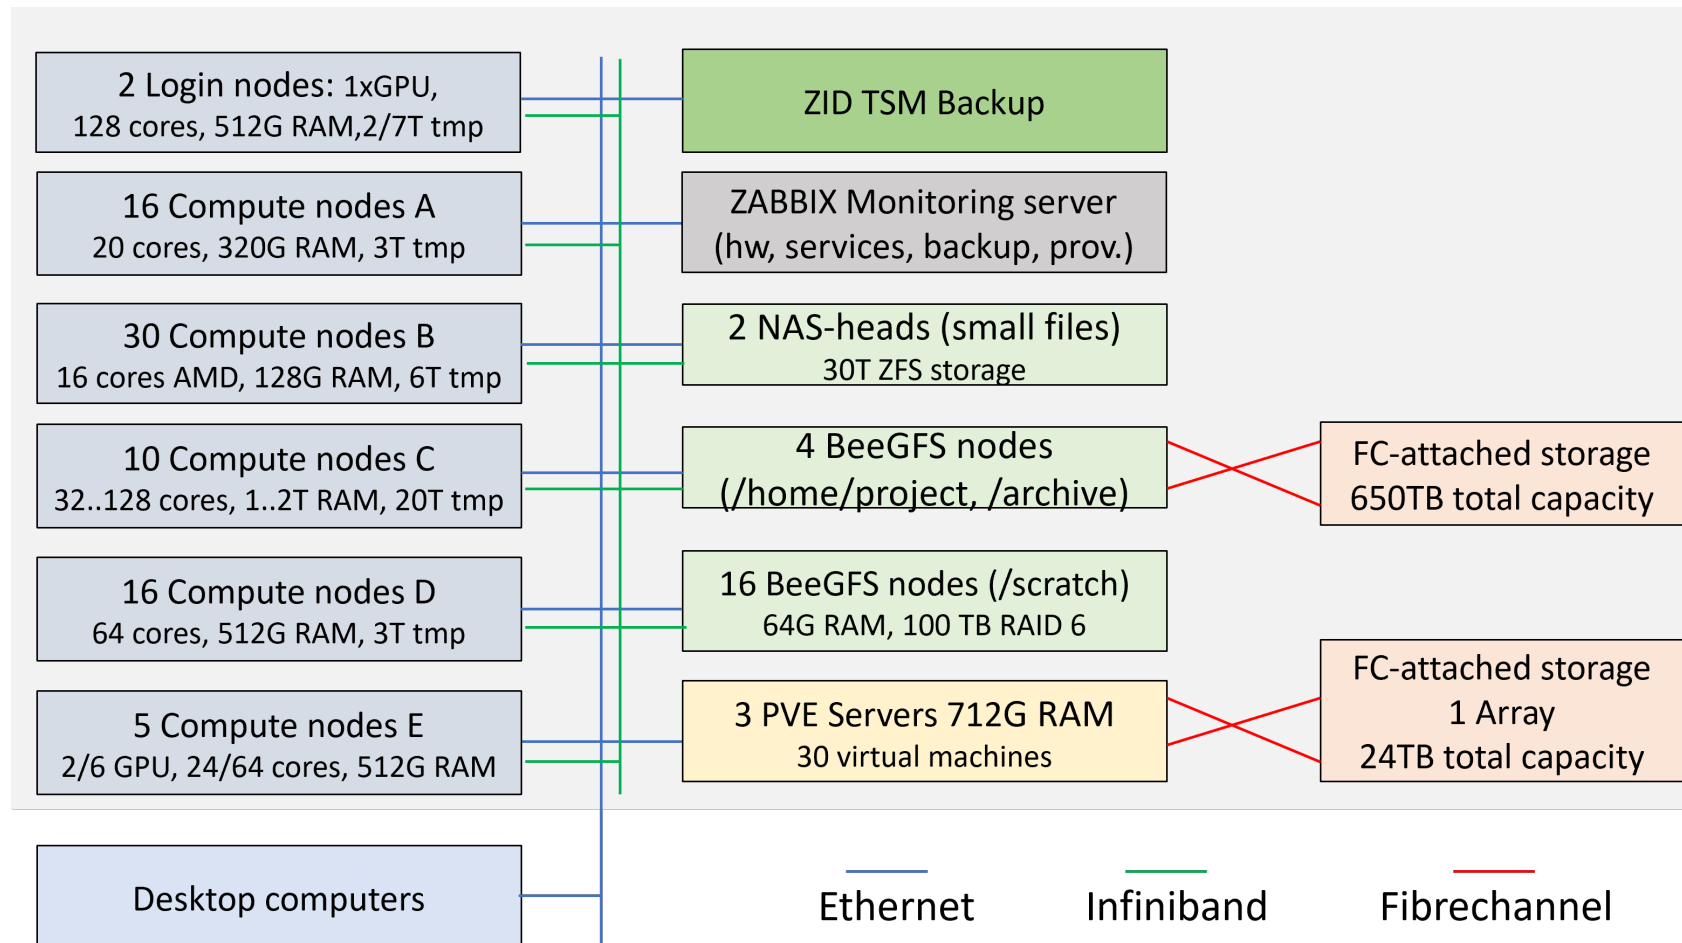 2 Login nodes: 1xGPU,
128 cores, 512G RAM,2/7T tmp
16 Compute nodes A
20 cores, 320G RAM, 3T tmp
30 Compute nodes B
16 cores AMD, 128G RAM, 6T tmp
10 Compute nodes C
32..128 cores, 1..2T RAM, 20T tmp
16 Compute nodes D
64 cores, 512G RAM, 3T tmp
5 Compute nodes E
2/6 GPU, 24/64 cores, 512G RAM
Desktop computers
ZID TSM Backup
ZABBIX Monitoring server
(hw, services, backup, prov.)
2 NAS-heads (small files)
30T ZFS storage
4 BeeGFS nodes
(/home/project, /archive)
16 BeeGFS nodes (/scratch)
64G RAM, 100 TB RAID 6
3 PVE Servers 712G RAM
30 virtual machines
FC-attached storage
650TB total capacity
FC-attached storage
1 Array
24TB total capacity
Ethernet
Infiniband
Fibrechannel